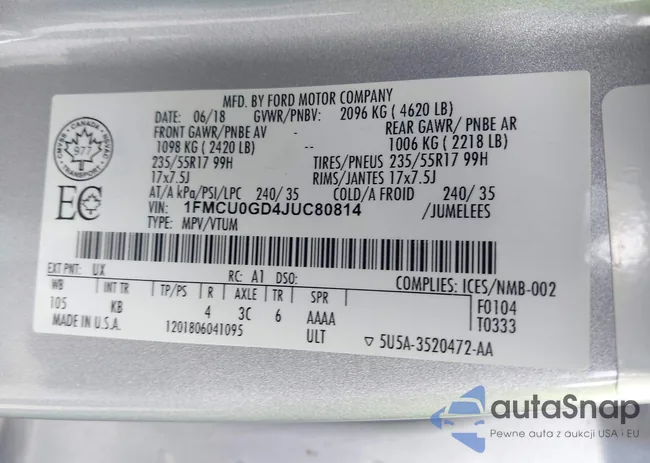 MFD. BY FORD MOTOR COMPANY
DATE: 06/18 GVWR/PNBV: 2096 KG ( 4620 LB)
FRONT GAWR/PNBE AV -- REAR GAWR/ PNBE AR
1098 KG ( 2420 LB) 1006 KG ( 2218 LB)
235/55R17 99H TIRES/PNEUS 235/55R17 99H
17x7.5J RIMS/JANTES 17x7.5J
AT/A kPa/PSI/LPC 240/ 35 COLD/A FROID 240/ 35
VIN: 1FMCU0GD4JUC80814 /JUMELEES
TYPE: MPV/VTUM
CANADA
977
TRANSPORT
EC
EXT PNT: UX RC: A1 DSO: COMPLIES: ICES/NMB-002
WB INT TR TP/PS R AXLE TR SPR F0104
105 KB 4 3C 6 AAAA T0333
MADE IN U.S.A. 1201806041095 ULT ▽ 5U5A-3520472-AA
autaSnap
Pewne auta z aukcji USA i EU